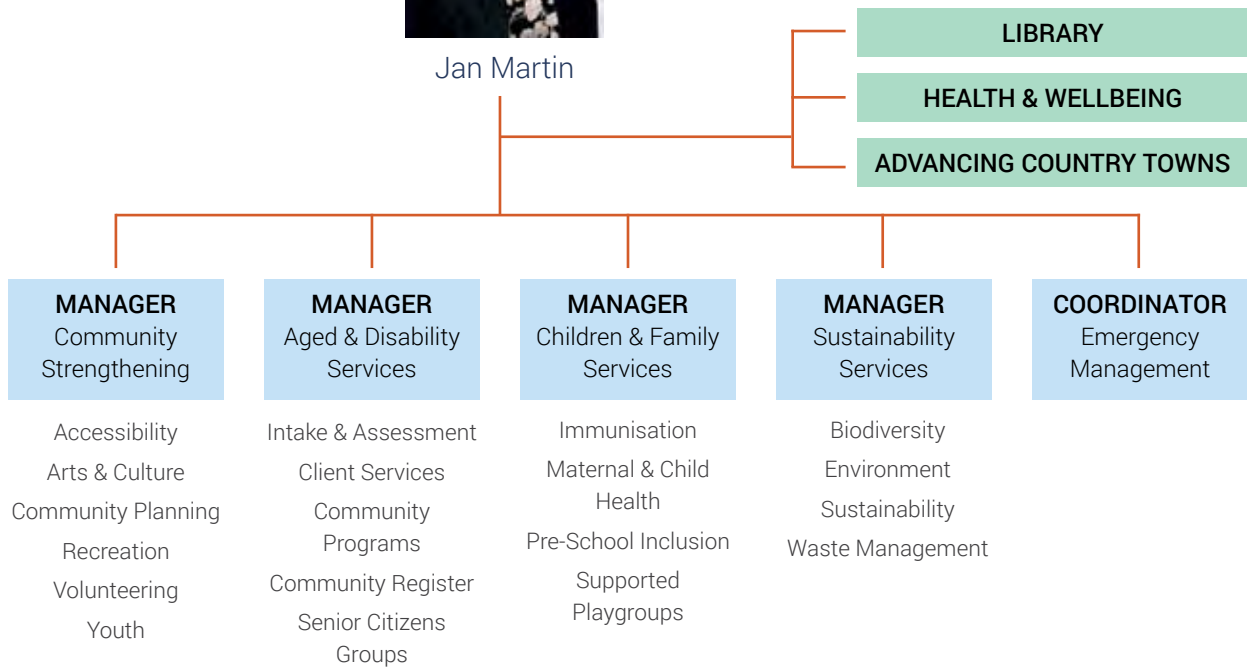 Jan Martin
LIBRARY
HEALTH & WELLBEING
ADVANCING COUNTRY TOWNS
MANAGER
Community
Strengthening
Accessibility
Arts & Culture
Community Planning
Recreation
Volunteering
Youth
MANAGER
Aged & Disability
Services
Intake & Assessment
Client Services
Community
Programs
Community Register
Senior Citizens
Groups
MANAGER
Children & Family
Services
Immunisation
Maternal & Child
Health
Pre-School Inclusion
Supported
Playgroups
MANAGER
Sustainability
Services
Biodiversity
Environment
Sustainability
Waste Management
COORDINATOR
Emergency
Management